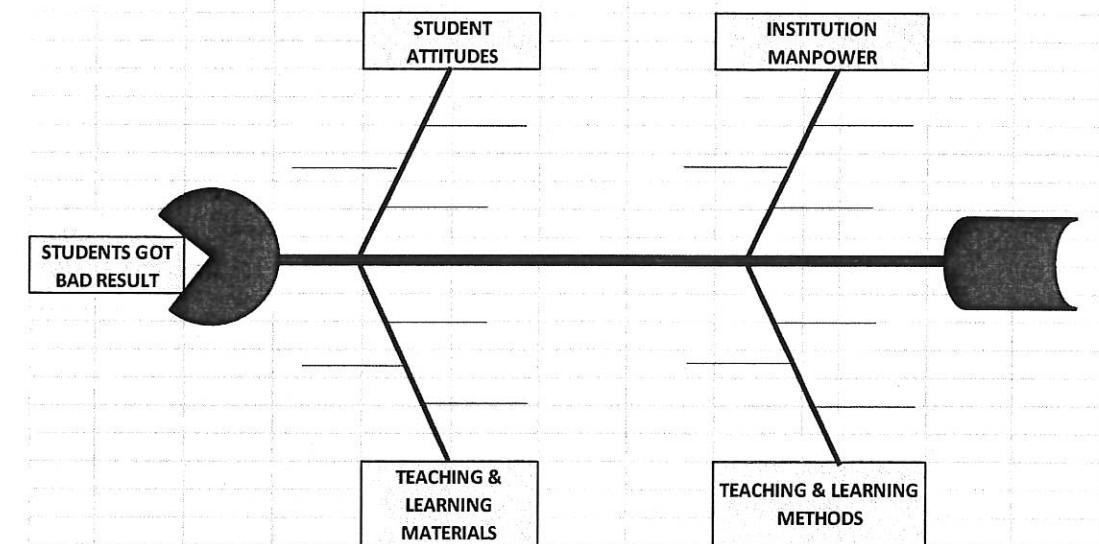 STUDENT
ATTITUDES
INSTITUTION
MANPOWER
STUDENTS GOT
BAD RESULT
TEACHING &
LEARNING
MATERIALS
TEACHING & LEARNING
METHODS